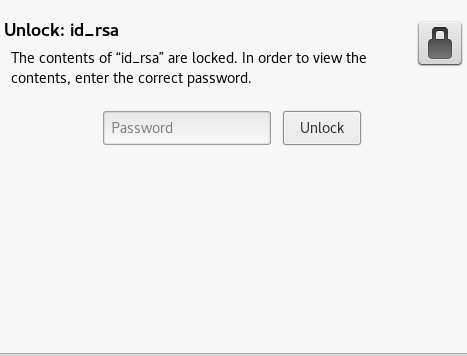 Unlock: id_rsa
The contents of “id_rsa” are locked. In order to view the
contents, enter the correct password.
Password
Unlock